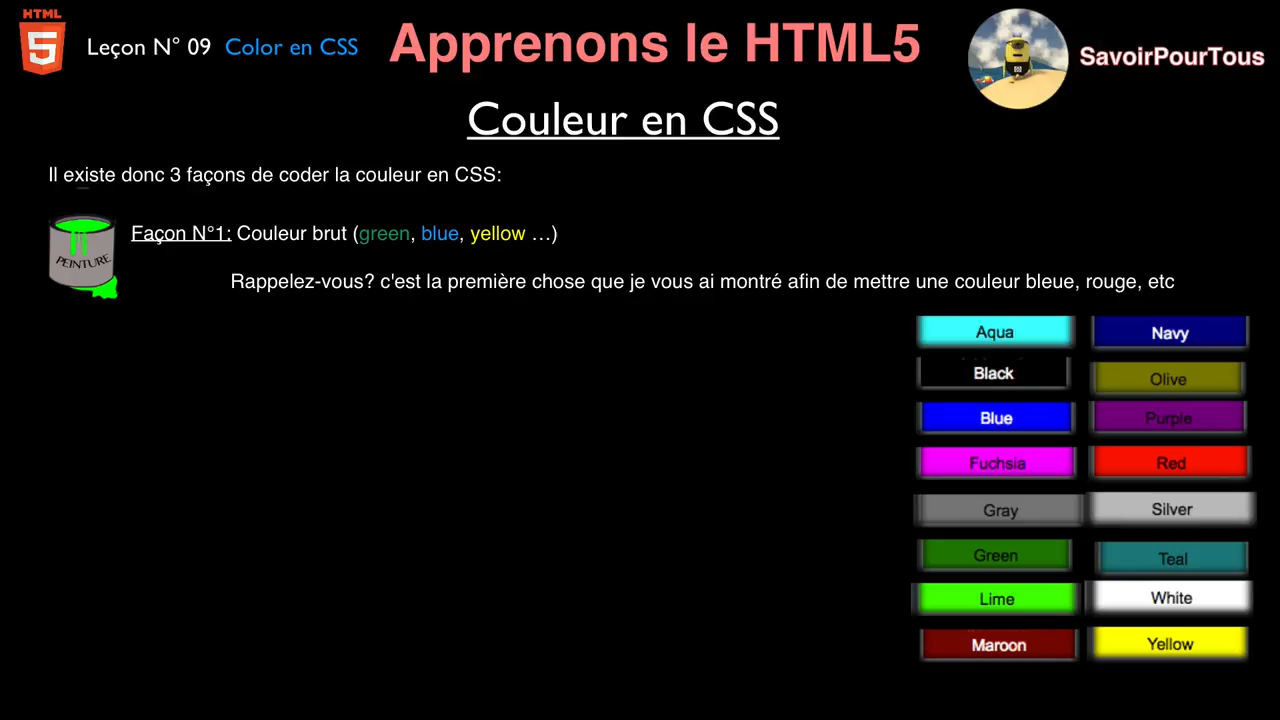 HTML
5
Leçon N° 09 Color en CSS
Apprenons le HTML5
SavoirPourTous
Couleur en CSS
Il existe donc 3 façons de coder la couleur en CSS:
PEINTURE
Façon N°1: Couleur brut (green, blue, yellow …)
Rappelez-vous? c'est la première chose que je vous ai montré afin de mettre une couleur bleue, rouge, etc
Aqua Navy
Black Olive
Blue Purple
Fuchsia Red
Gray Silver
Green Teal
Lime White
Maroon Yellow